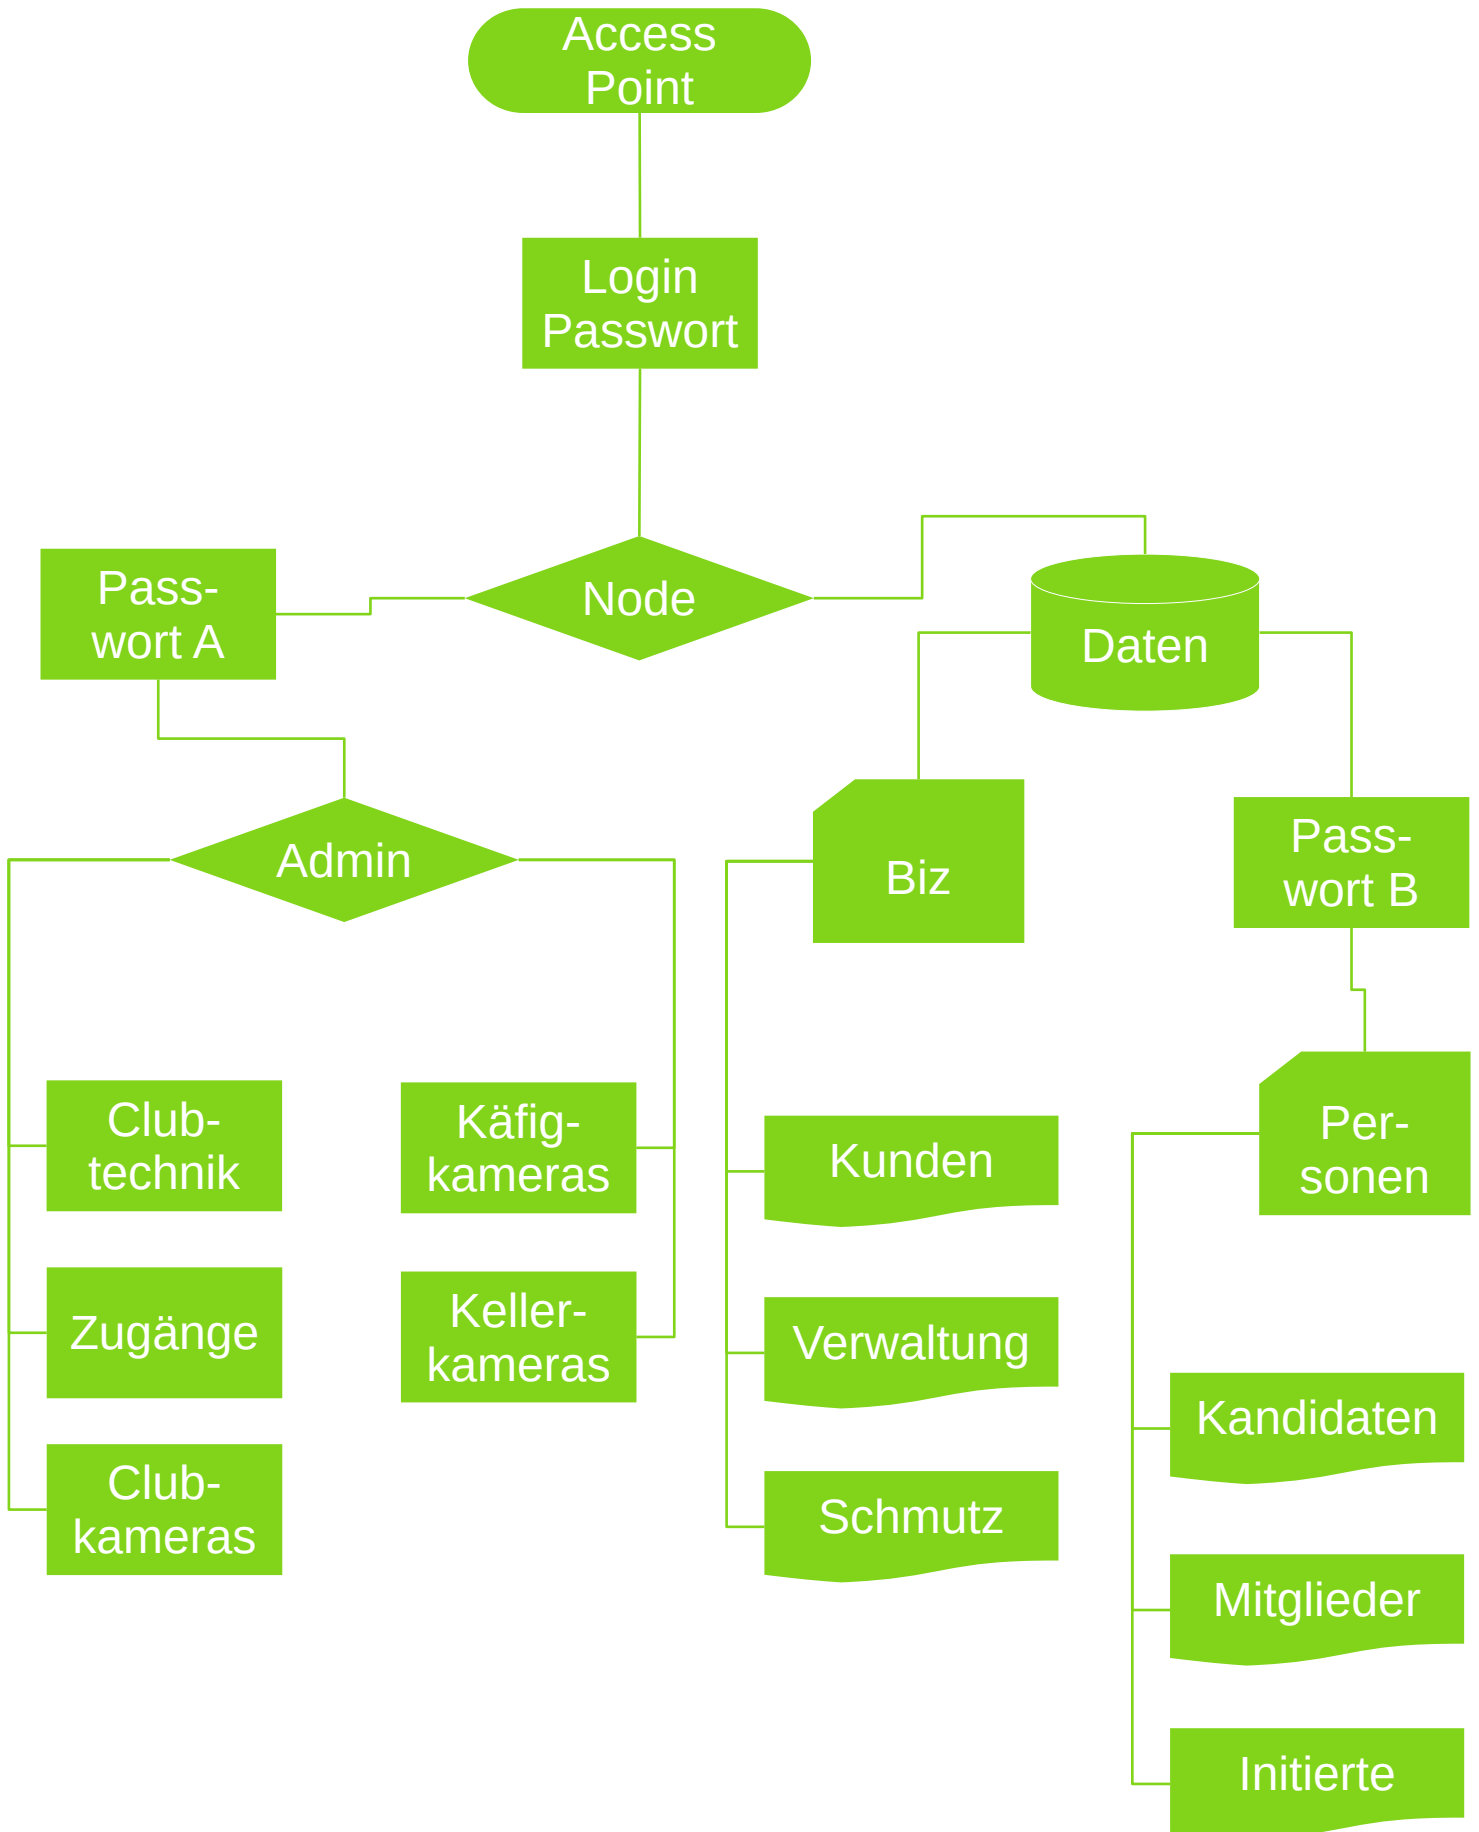 Access
Point
Login
Passwort
Node
Pass-
wort A
Daten
Admin
Biz
Pass-
wort B
Club-
technik
Käfig-
kameras
Kunden
Per-
sonen
Zugänge
Keller-
kameras
Verwaltung
Kandidaten
Club-
kameras
Schmutz
Mitglieder
Initierte